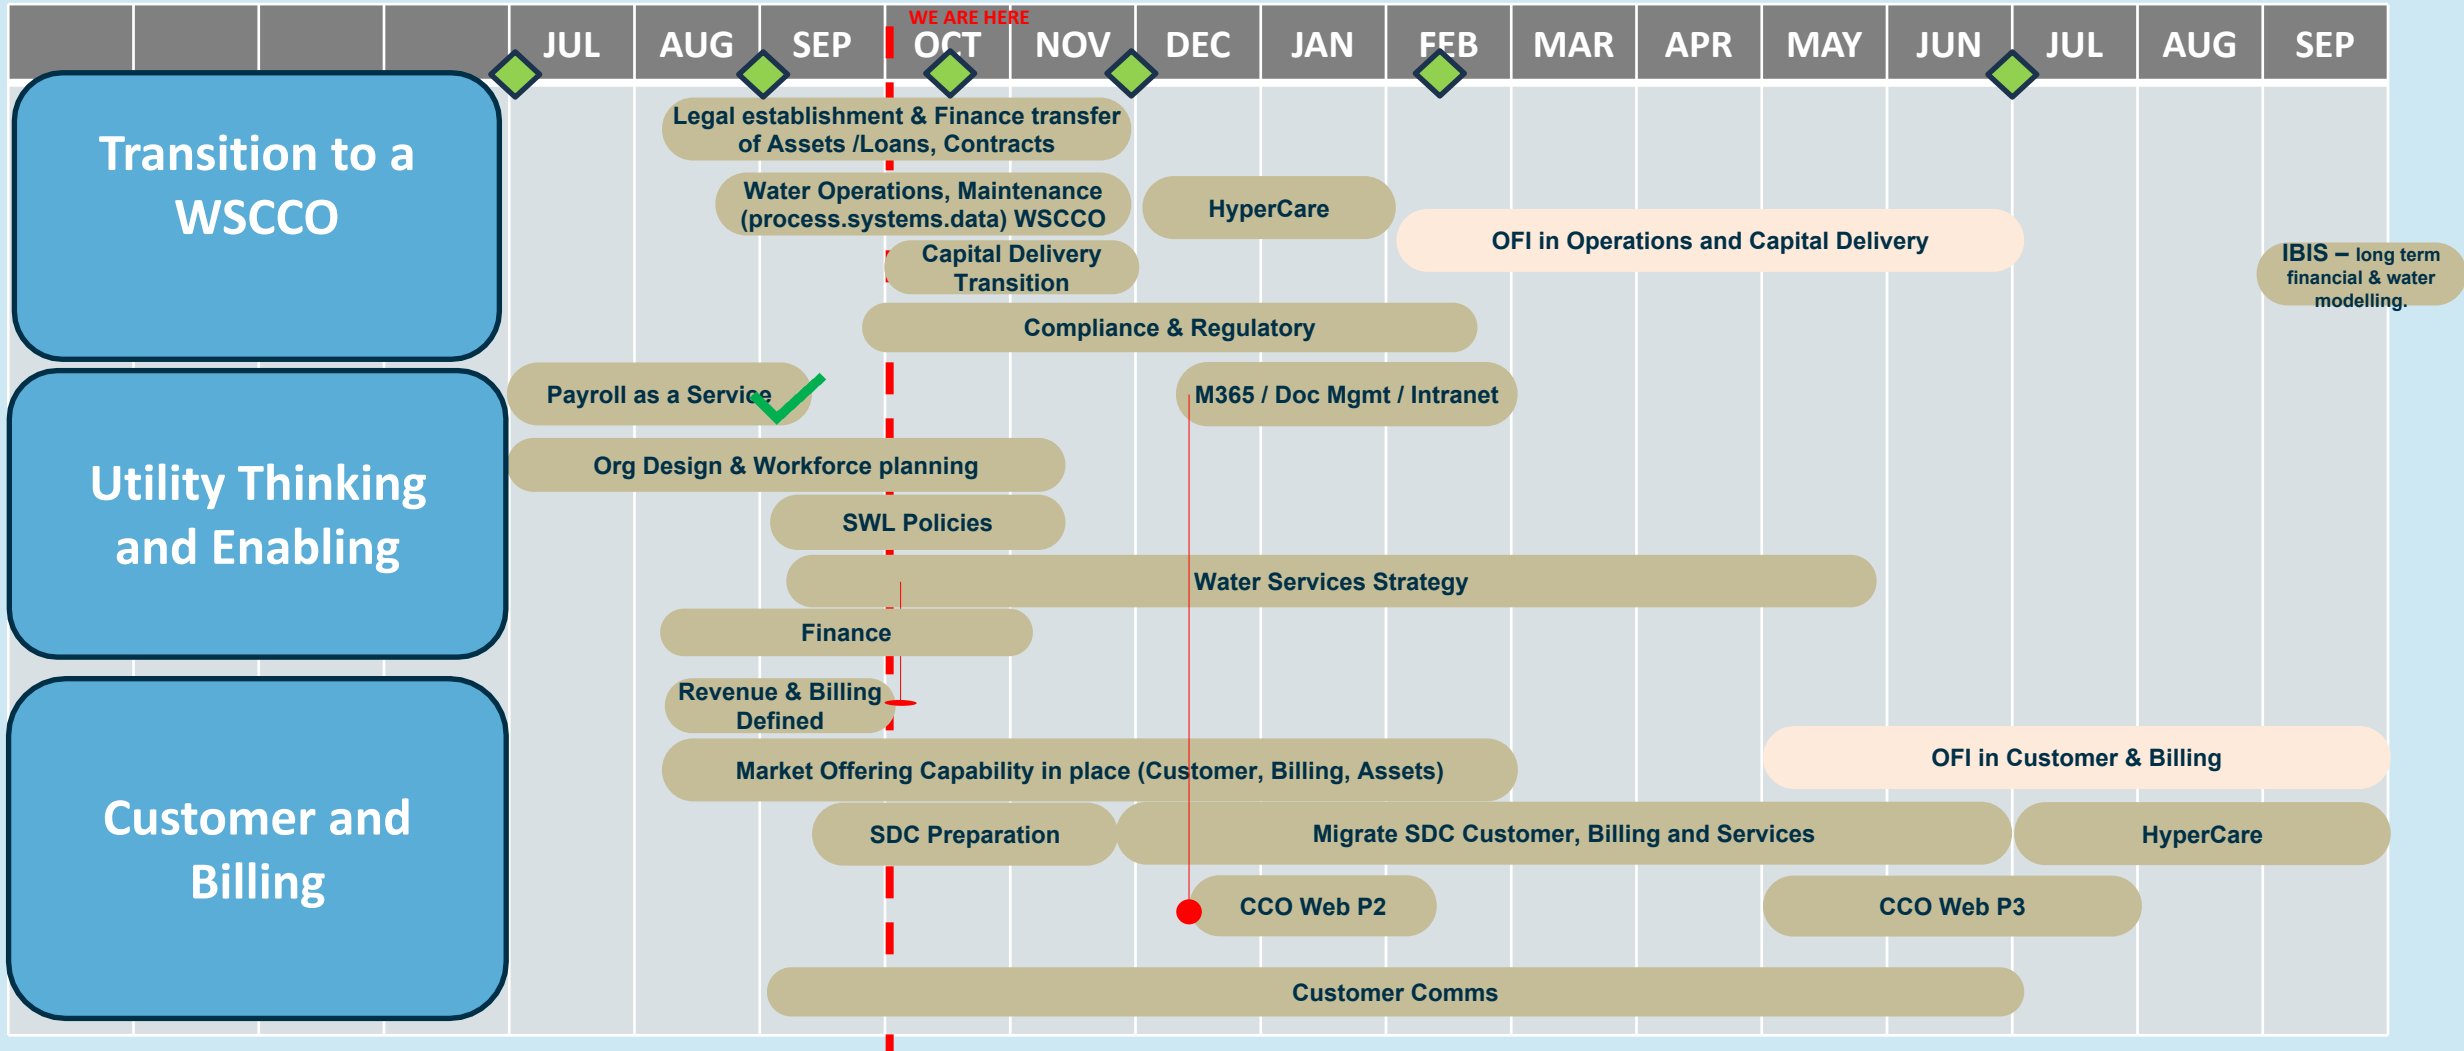 WE ARE HERE
JUL AUG SEP OCT NOV DEC JAN FEB MAR APR MAY JUN JUL AUG SEP
Transition to a
WSCCO
Legal establishment & Finance transfer
of Assets /Loans, Contracts
Water Operations, Maintenance
(process.systems.data) WSCCO
HyperCare
OFI in Operations and Capital Delivery
Capital Delivery
Transition
IBIS – long term
financial & water
modelling.
Compliance & Regulatory
Utility Thinking
and Enabling
Payroll as a Service
M365 / Doc Mgmt / Intranet
Org Design & Workforce planning
SWL Policies
Water Services Strategy
Finance
Customer and
Billing
Revenue & Billing
Defined
Market Offering Capability in place (Customer, Billing, Assets)
OFI in Customer & Billing
SDC Preparation
Migrate SDC Customer, Billing and Services
HyperCare
CCO Web P2
CCO Web P3
Customer Comms